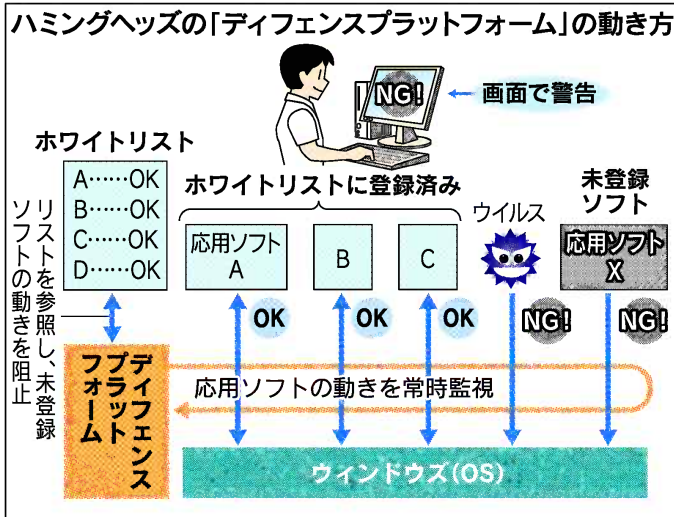 ハミングヘッズの「ディフェンスプラットフォーム」の動き方
NG!
画面で警告
ホワイトリスト
A……OK
B……OK
C……OK
D……OK
ホワイトリストに登録済み
応用ソフト
A
B
C
ウイルス
未登録
ソフト
応用ソフト
X
OK
OK
OK
NG!
NG!
リストを参照し、未登録
ソフトの動きを阻止
ディフェンス
プラット
フォーム
応用ソフトの動きを常時監視
ウィンドウズ(OS)